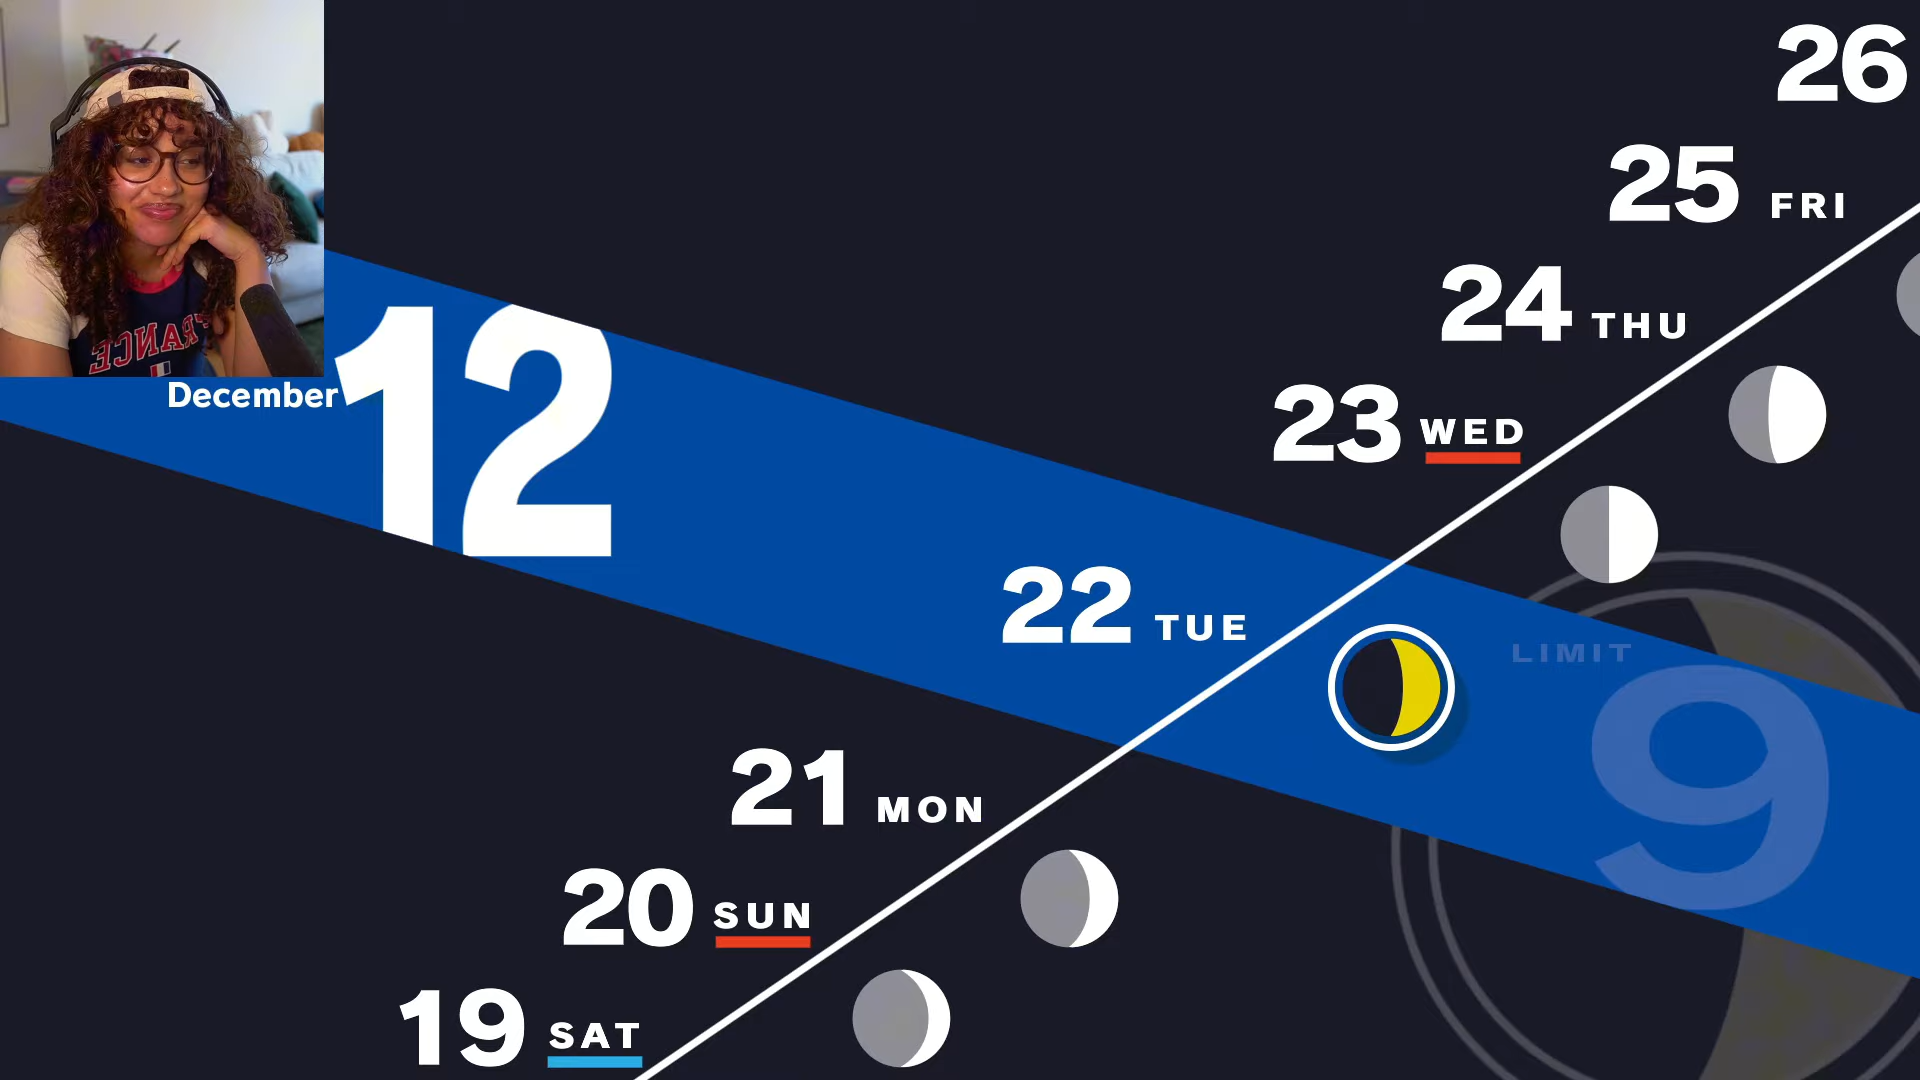 26
25 FRI
24 THU
23 WED
December 12
22 TUE
LIMIT
9
21 MON
20 SUN
19 SAT
FRANCE